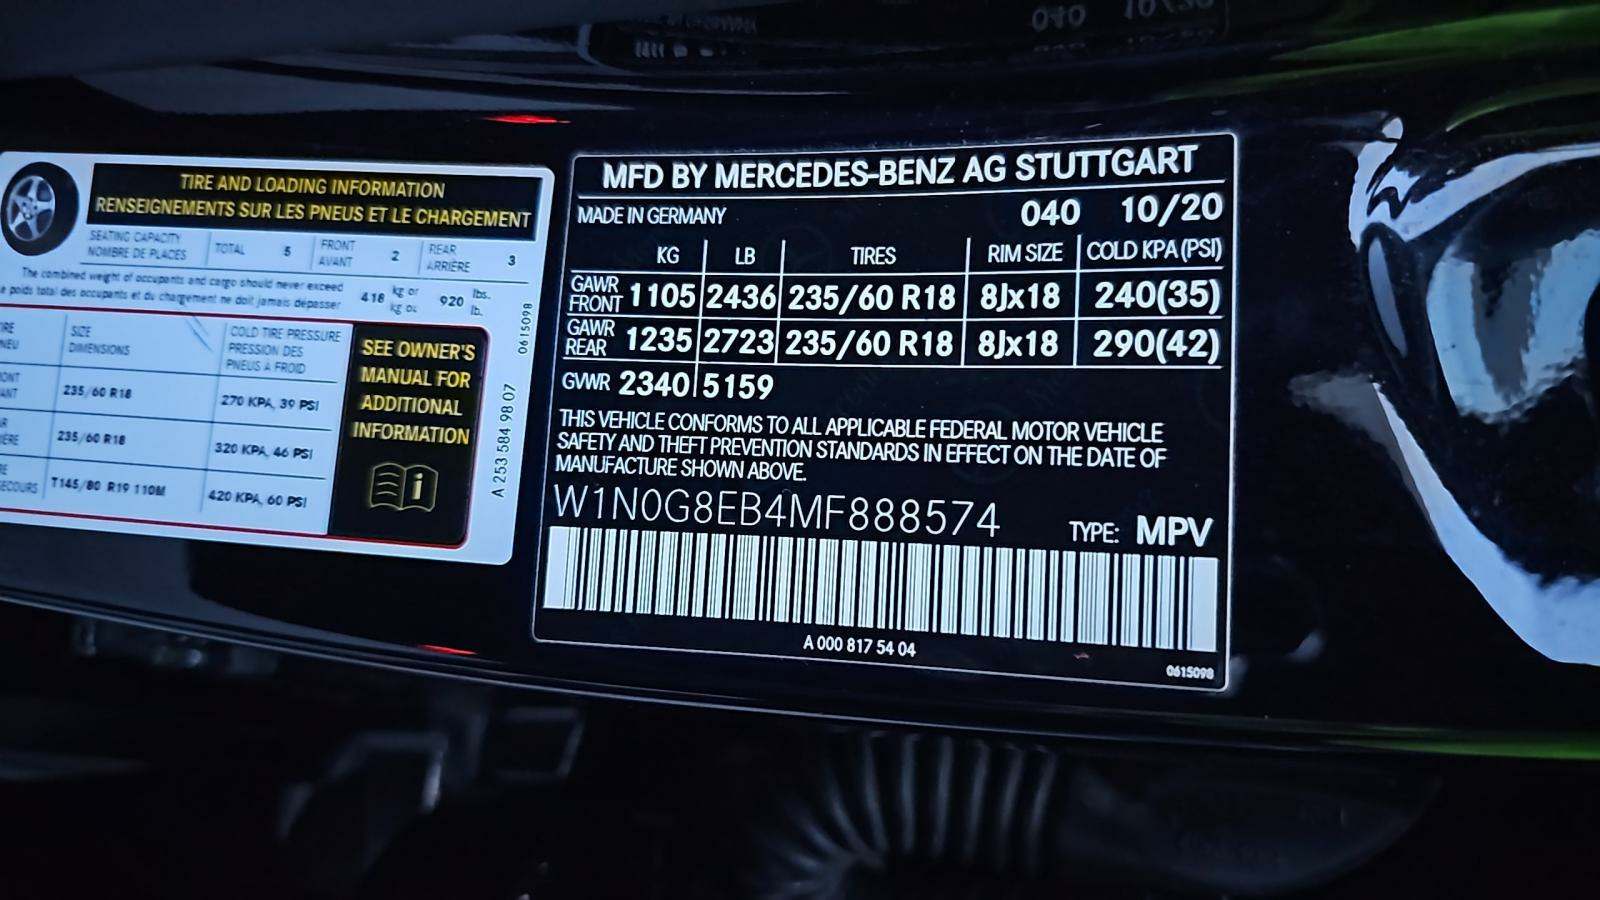 TIRE AND LOADING INFORMATION
RENSEIGNEMENTS SUR LES PNEUS ET LE CHARGEMENT
SEATING CAPACITY
NOMBRE DE PLACES
TOTAL 5
FRONT
AVANT
2
REAR
ARRIÈRE
3
The combined weight of occupants and cargo should never exceed
poids total des occupants et du chargement ne doit jamais dépasser
418 kg or
kg ou
920 lbs.
lb.
SIZE
DIMENSIONS
COLD TIRE PRESSURE
PRESSION DES
PNEUS A FROID
235/60 R18 270 KPA, 39 PSI
235/60 R18 320 KPA, 46 PSI
SECOURS T145/80 R19 110M 420 KPA, 60 PSI
SEE OWNER'S
MANUAL FOR
ADDITIONAL
INFORMATION
0615098
A 253 584 98 07
MFD BY MERCEDES-BENZ AG STUTTGART
MADE IN GERMANY 040 10/20
KG LB TIRES RIM SIZE COLD KPA(PSI)
GAWR
FRONT 1105 2436 235/60 R18 8Jx18 240(35)
GAWR
REAR 1235 2723 235/60 R18 8Jx18 290(42)
GVWR 2340 5159
THIS VEHICLE CONFORMS TO ALL APPLICABLE FEDERAL MOTOR VEHICLE
SAFETY AND THEFT PREVENTION STANDARDS IN EFFECT ON THE DATE OF
MANUFACTURE SHOWN ABOVE.
W1N0G8EB4MF888574 TYPE: MPV
A 000 817 54 04
0615098